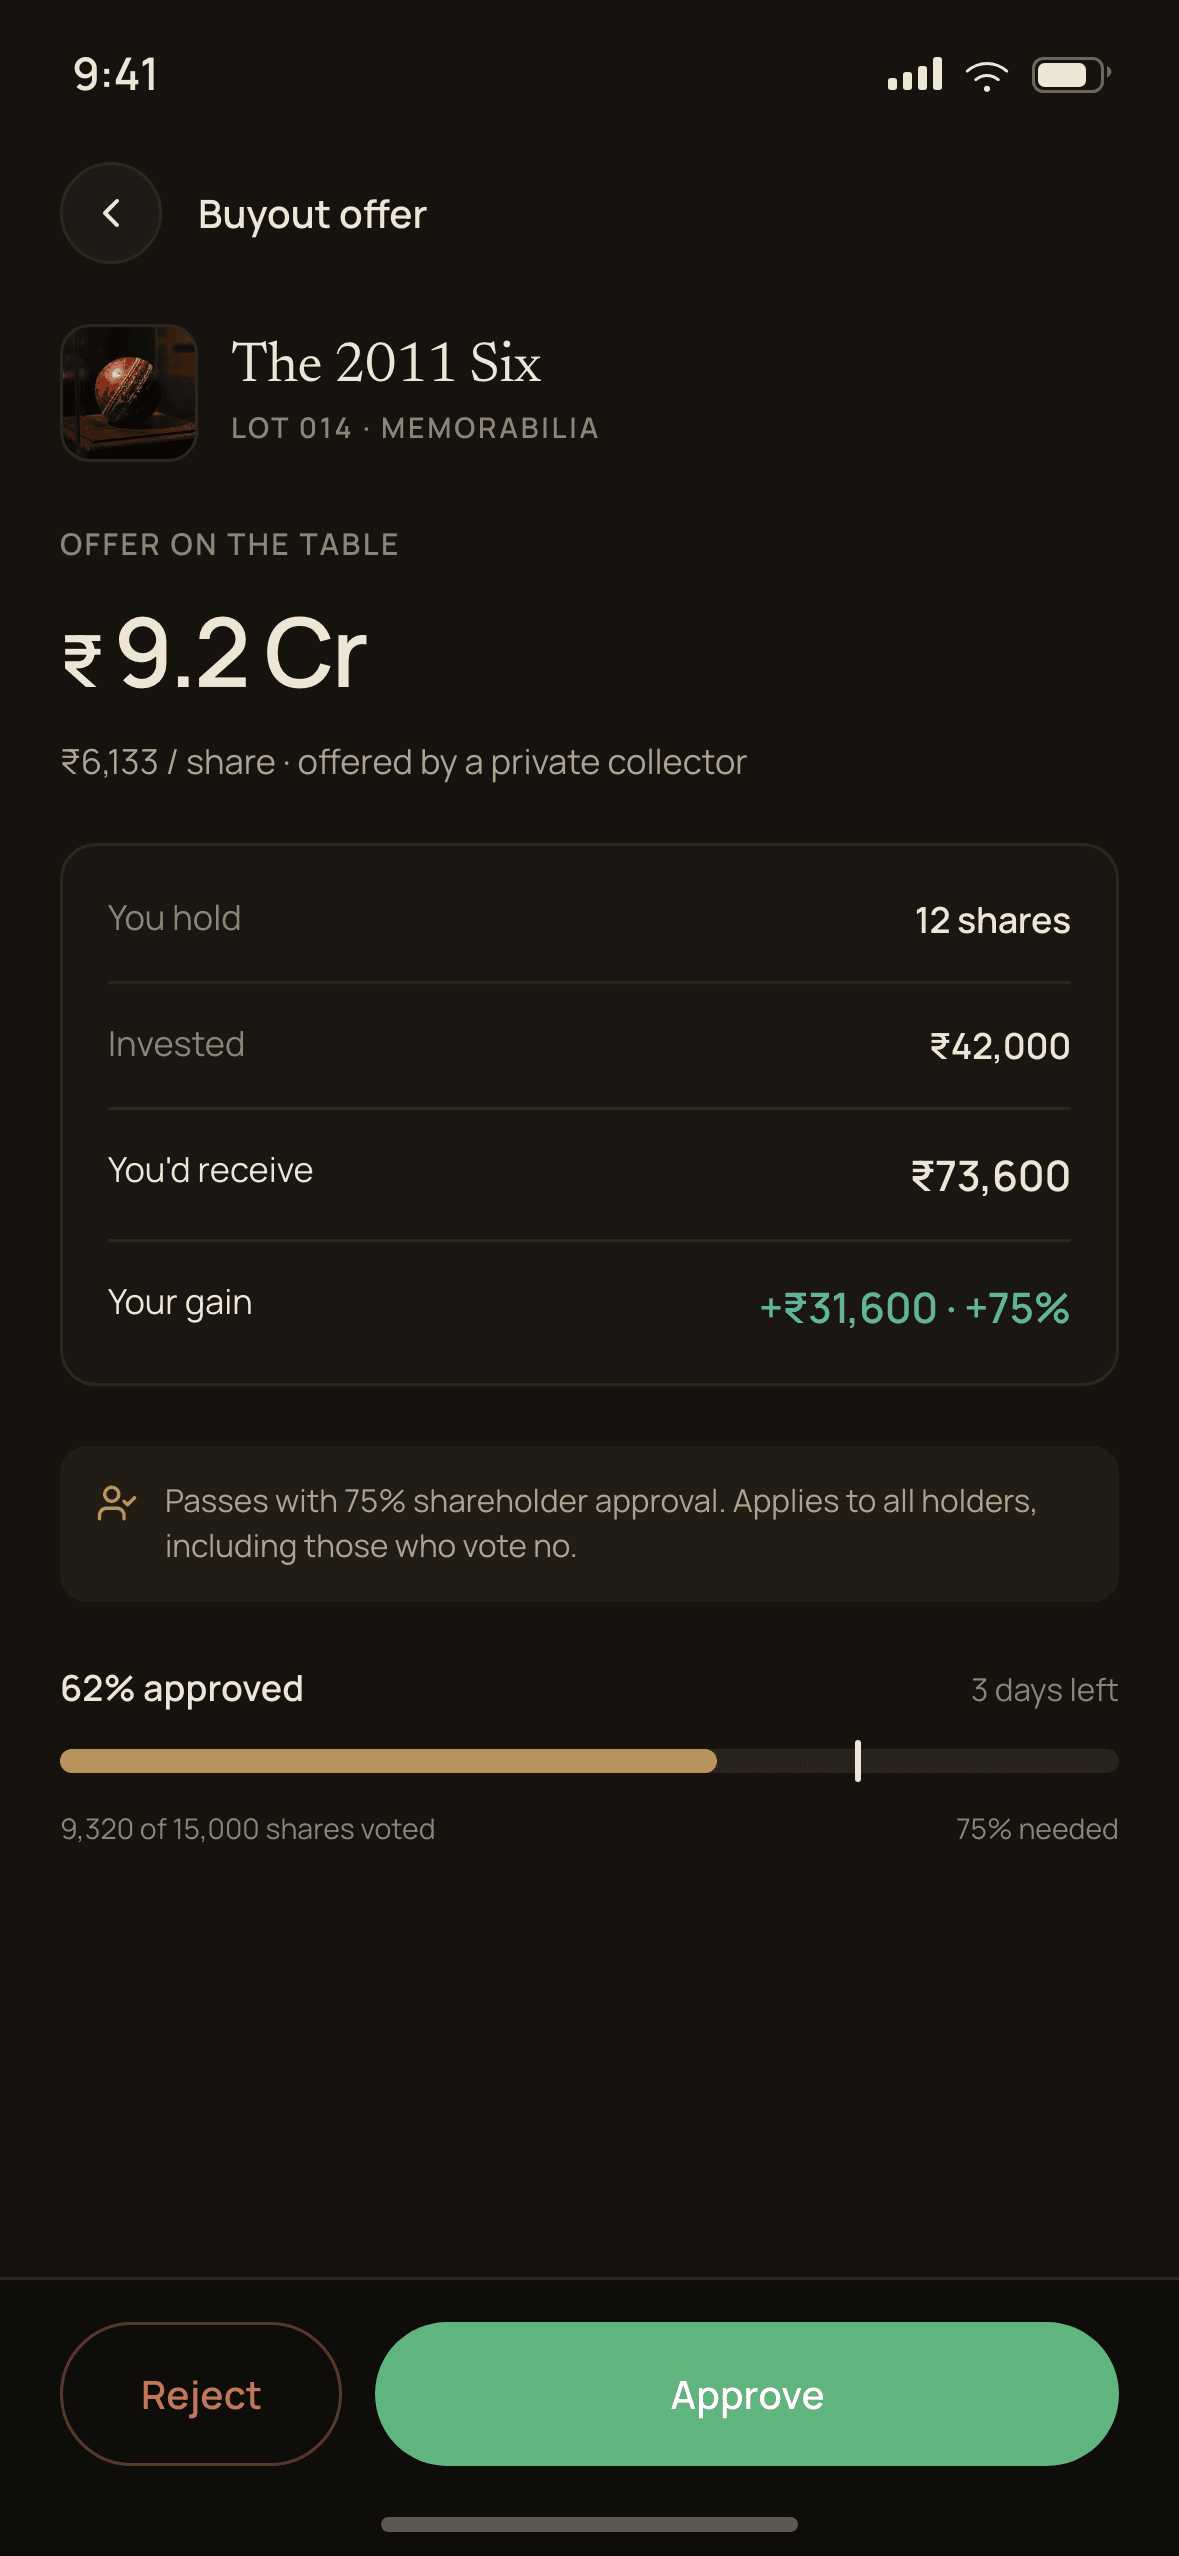 9:41
Buyout offer
The 2011 Six
LOT 014 · MEMORABILIA
OFFER ON THE TABLE
₹9.2 Cr
₹6,133 / share · offered by a private collector
You hold 12 shares
Invested ₹42,000
You'd receive ₹73,600
Your gain +₹31,600 · +75%
Passes with 75% shareholder approval. Applies to all holders,
including those who vote no.
62% approved 3 days left
9,320 of 15,000 shares voted 75% needed
Reject Approve